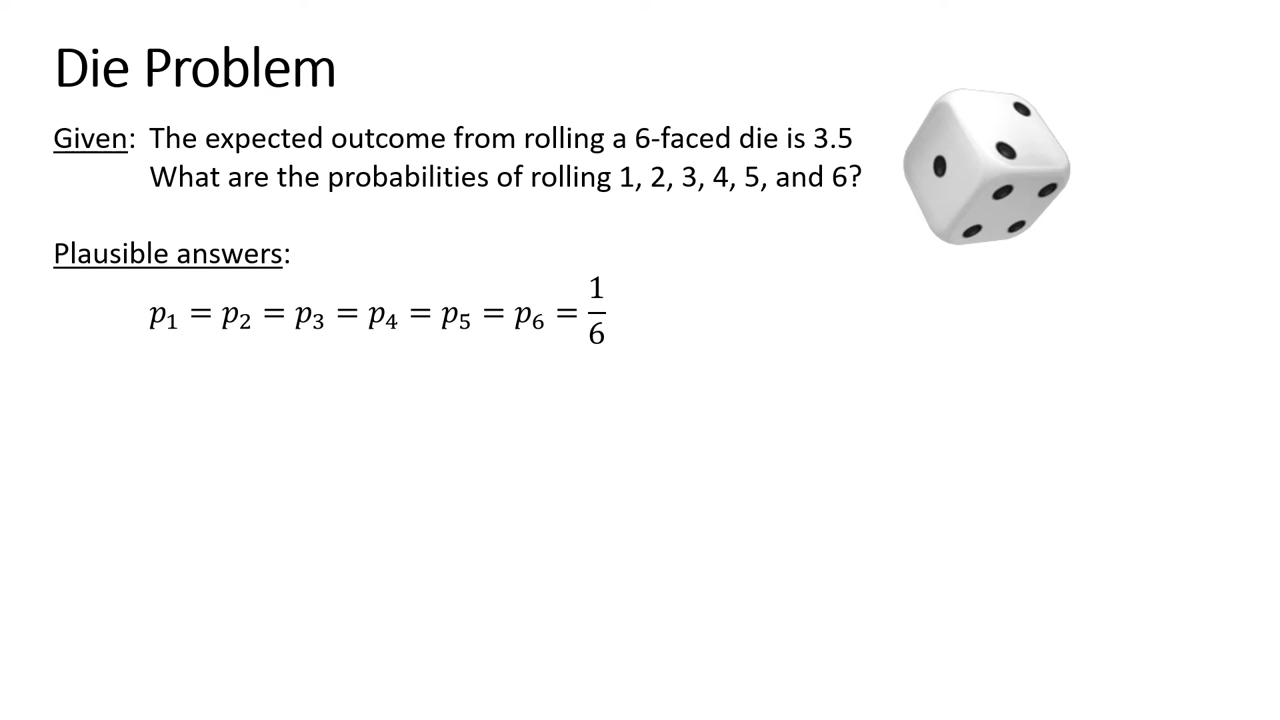 Die Problem
Given: The expected outcome from rolling a 6-faced die is 3.5
What are the probabilities of rolling 1, 2, 3, 4, 5, and 6?
Plausible answers:
𝑝₁ = 𝑝₂ = 𝑝₃ = 𝑝₄ = 𝑝₅ = 𝑝₆ = 1/6